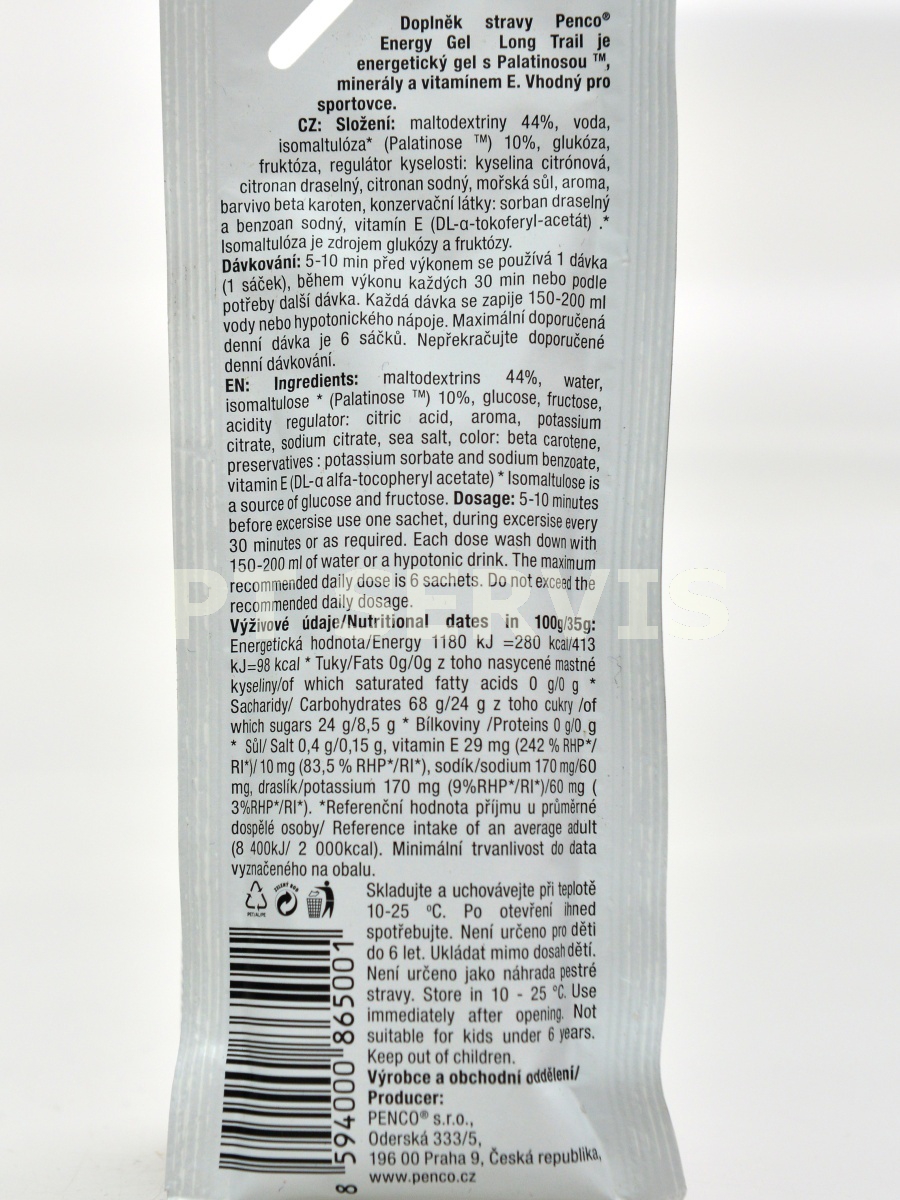 Doplněk stravy Penco®
Energy Gel Long Trail je
energetický gel s Palatinosou ™,
minerály a vitamínem E. Vhodný pro
sportovce.
CZ: Složení: maltodextriny 44%, voda,
isomaltulóza* (Palatinose ™) 10%, glukóza,
fruktóza, regulátor kyselosti: kyselina citrónová,
citronan draselný, citronan sodný, mořská sůl, aroma,
barvivo beta karoten, konzervační látky: sorban draselný
a benzoan sodný, vitamín E (DL-α-tokoferyl-acetát) .*
Isomaltulóza je zdrojem glukózy a fruktózy.
Dávkování: 5-10 min před výkonem se používá 1 dávka
(1 sáček), během výkonu každých 30 min nebo podle
potřeby další dávka. Každá dávka se zapije 150-200 ml
vody nebo hypotonického nápoje. Maximální doporučená
denní dávka je 6 sáčků. Nepřekračujte doporučené
denní dávkování.
EN: Ingredients: maltodextrins 44%, water,
isomaltulose * (Palatinose ™) 10%, glucose, fructose,
acidity regulator: citric acid, aroma, potassium
citrate, sodium citrate, sea salt, color: beta carotene,
preservatives : potassium sorbate and sodium benzoate,
vitamin E (DL-α alfa-tocopheryl acetate) * Isomaltulose is
a source of glucose and fructose. Dosage: 5-10 minutes
before excersise use one sachet, during excersise every
30 minutes or as required. Each dose wash down with
150-200 ml of water or a hypotonic drink. The maximum
recommended daily dose is 6 sachets. Do not exceed the
recommended daily dosage.
Výživové údaje/Nutritional dates in 100g/35g:
Energetická hodnota/Energy 1180 kJ =280 kcal/413
kJ=98 kcal * Tuky/Fats 0g/0g z toho nasycené mastné
kyseliny/of which saturated fatty acids 0 g/0 g *
Sacharidy/ Carbohydrates 68 g/24 g z toho cukry /of
which sugars 24 g/8,5 g * Bílkoviny /Proteins 0 g/0 g
* Sůl/ Salt 0,4 g/0,15 g, vitamin E 29 mg (242 % RHP*/
RI*)/ 10 mg (83,5 % RHP*/RI*), sodík/sodium 170 mg/60
mg, draslík/potassium 170 mg (9%RHP*/RI*)/60 mg (
3%RHP*/RI*). *Referenční hodnota příjmu u průměrné
dospělé osoby/ Reference intake of an average adult
(8 400kJ/ 2 000kcal). Minimální trvanlivost do data
vyznačeného na obalu.
Skladujte a uchovávejte při teplotě
10-25 ºC. Po otevření ihned
spotřebujte. Není určeno pro děti
do 6 let. Ukládat mimo dosah dětí.
Není určeno jako náhrada pestré
stravy. Store in 10 - 25 ºC. Use
immediately after opening. Not
suitable for kids under 6 years.
Keep out of children.
Výrobce a obchodní oddělení/
Producer:
PENCO® s.r.o.,
Oderská 333/5,
196 00 Praha 9, Česká republika,
www.penco.cz
8 594000 865001